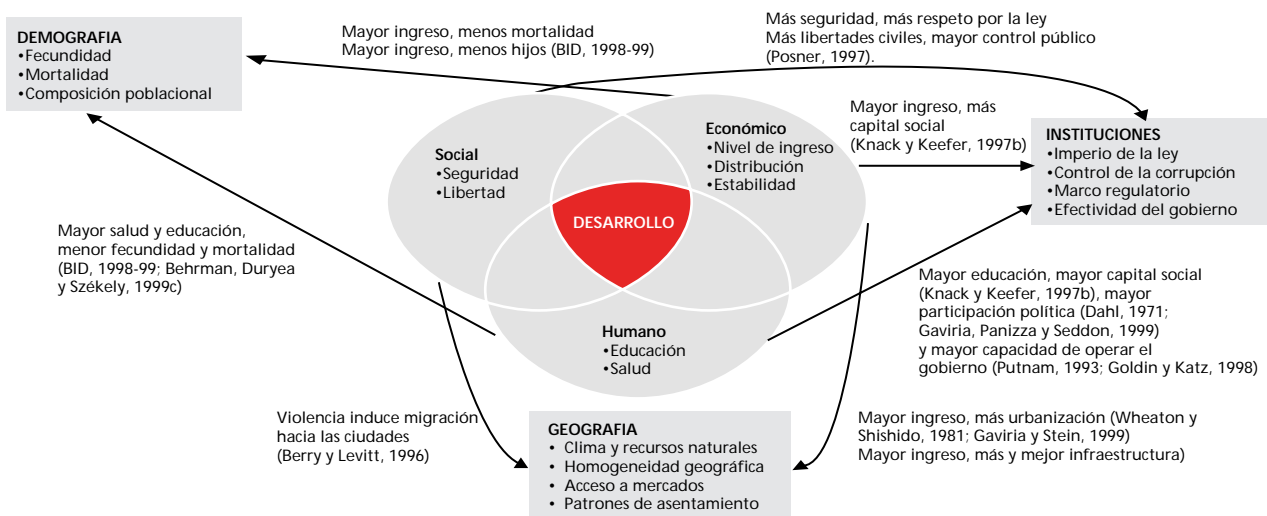 DEMOGRAFIA
•Fecundidad
•Mortalidad
•Composición poblacional
Mayor ingreso, menos mortalidad
Mayor ingreso, menos hijos (BID, 1998-99)
Más seguridad, más respeto por la ley
Más libertades civiles, mayor control público
(Posner, 1997).
Mayor ingreso, más
capital social
(Knack y Keefer, 1997b)
INSTITUCIONES
•Imperio de la ley
•Control de la corrupción
•Marco regulatorio
•Efectividad del gobierno
Social
•Seguridad
•Libertad
Económico
•Nivel de ingreso
•Distribución
•Estabilidad
DESARROLLO
Humano
•Educación
•Salud
Mayor salud y educación,
menor fecundidad y mortalidad
(BID, 1998-99; Behrman, Duryea
y Székely, 1999c)
Mayor educación, mayor capital social
(Knack y Keefer, 1997b), mayor
participación política (Dahl, 1971;
Gaviria, Panizza y Seddon, 1999)
y mayor capacidad de operar el
gobierno (Putnam, 1993; Goldin y Katz, 1998)
Violencia induce migración
hacia las ciudades
(Berry y Levitt, 1996)
GEOGRAFIA
• Clima y recursos naturales
• Homogeneidad geográfica
• Acceso a mercados
• Patrones de asentamiento
Mayor ingreso, más urbanización (Wheaton y
Shishido, 1981; Gaviria y Stein, 1999)
Mayor ingreso, más y mejor infraestructura)